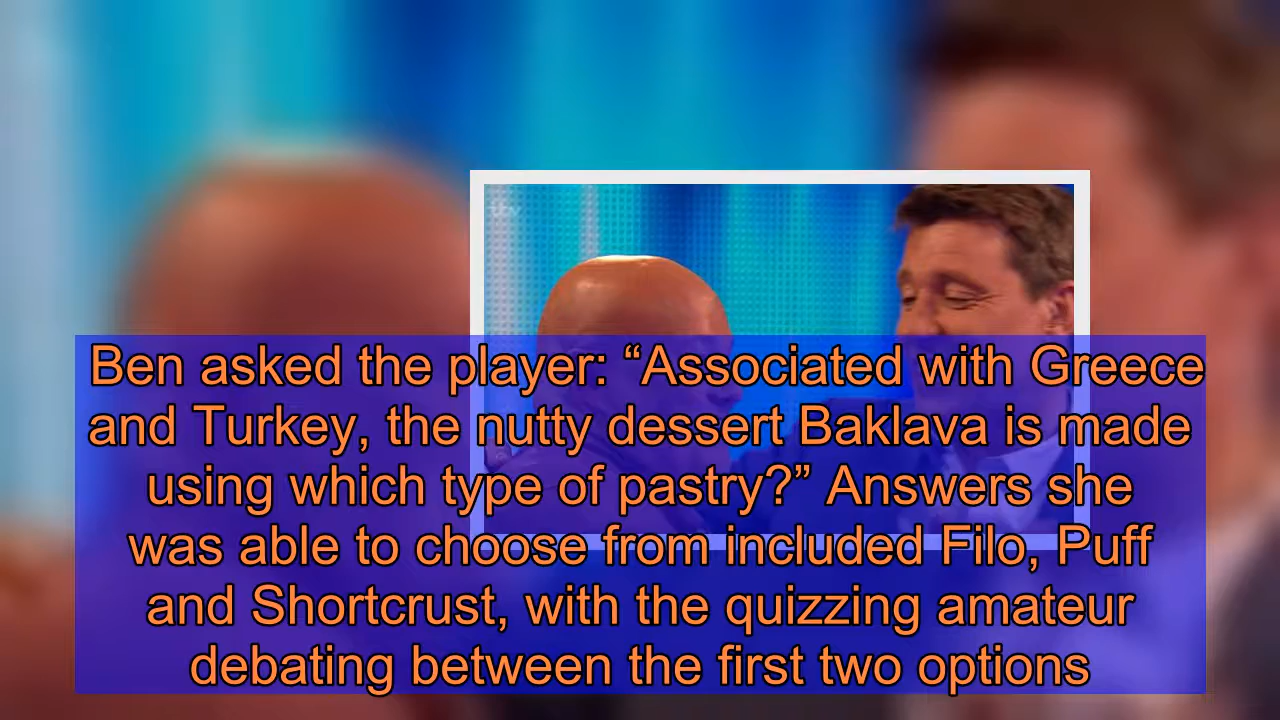 itv
Ben asked the player: “Associated with Greece
and Turkey, the nutty dessert Baklava is made
using which type of pastry?” Answers she
was able to choose from included Filo, Puff
and Shortcrust, with the quizzing amateur
debating between the first two options